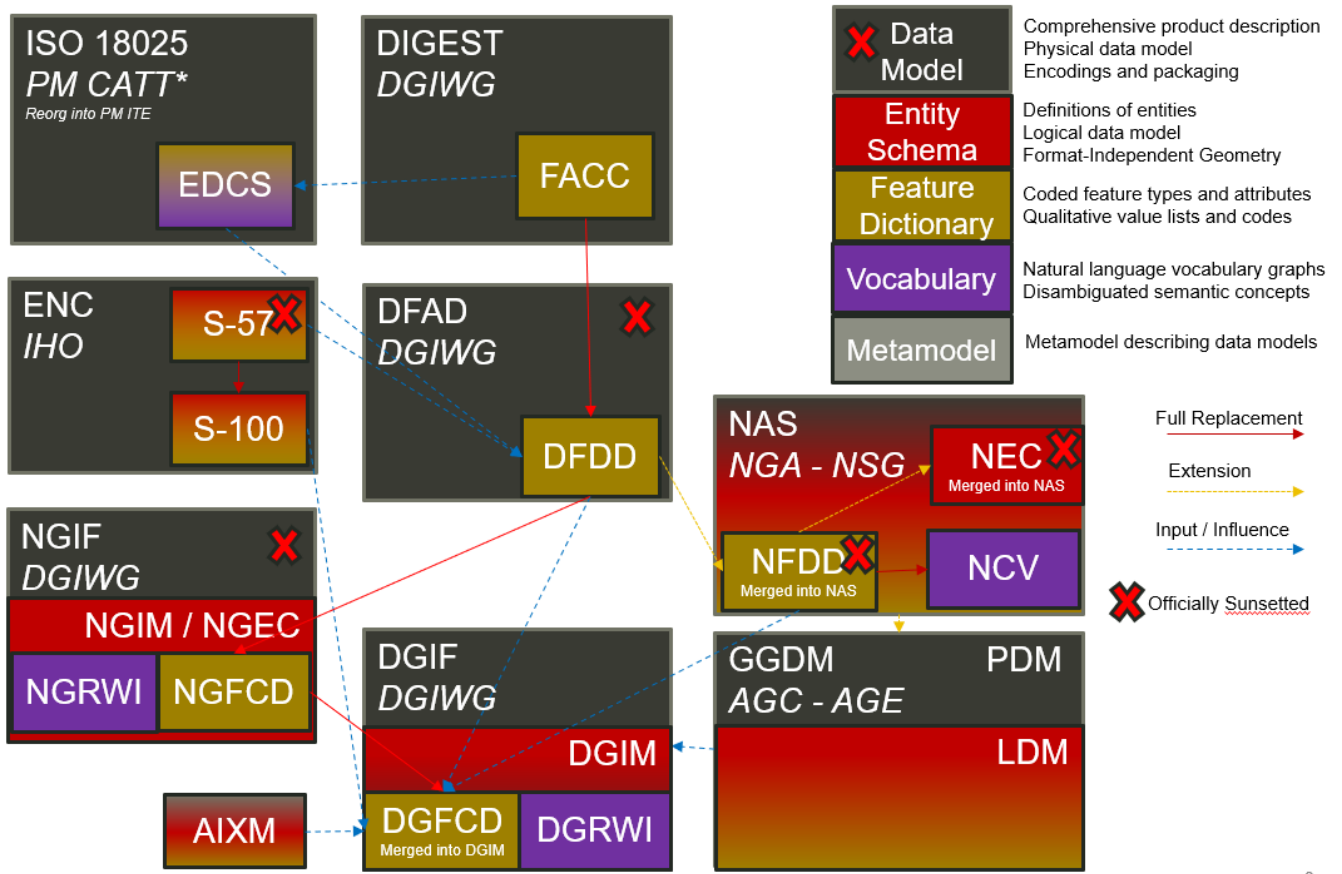 ISO 18025
PM CATT*
Reorg into PM ITE
EDCS
DIGEST
DGIWG
FACC
Data
Model
Comprehensive product description
Physical data model
Encodings and packaging
Entity
Schema
Definitions of entities
Logical data model
Format-Independent Geometry
Feature
Dictionary
Coded feature types and attributes
Qualitative value lists and codes
Vocabulary
Natural language vocabulary graphs
Disambiguated semantic concepts
Metamodel
Metamodel describing data models
ENC
IHO
S-57
S-100
DFAD
DGIWG
DFDD
NAS
NGA - NSG
NEC
Merged into NAS
NFDD
Merged into NAS
NCV
Full Replacement
Extension
Input / Influence
Officially Sunsetted
NGIF
DGIWG
NGIM / NGEC
NGRWI
NGFCD
DGIF
DGIWG
DGIM
DGFCD
Merged into DGIM
DGRWI
GGDM
PDM
AGC - AGE
LDM
AIXM